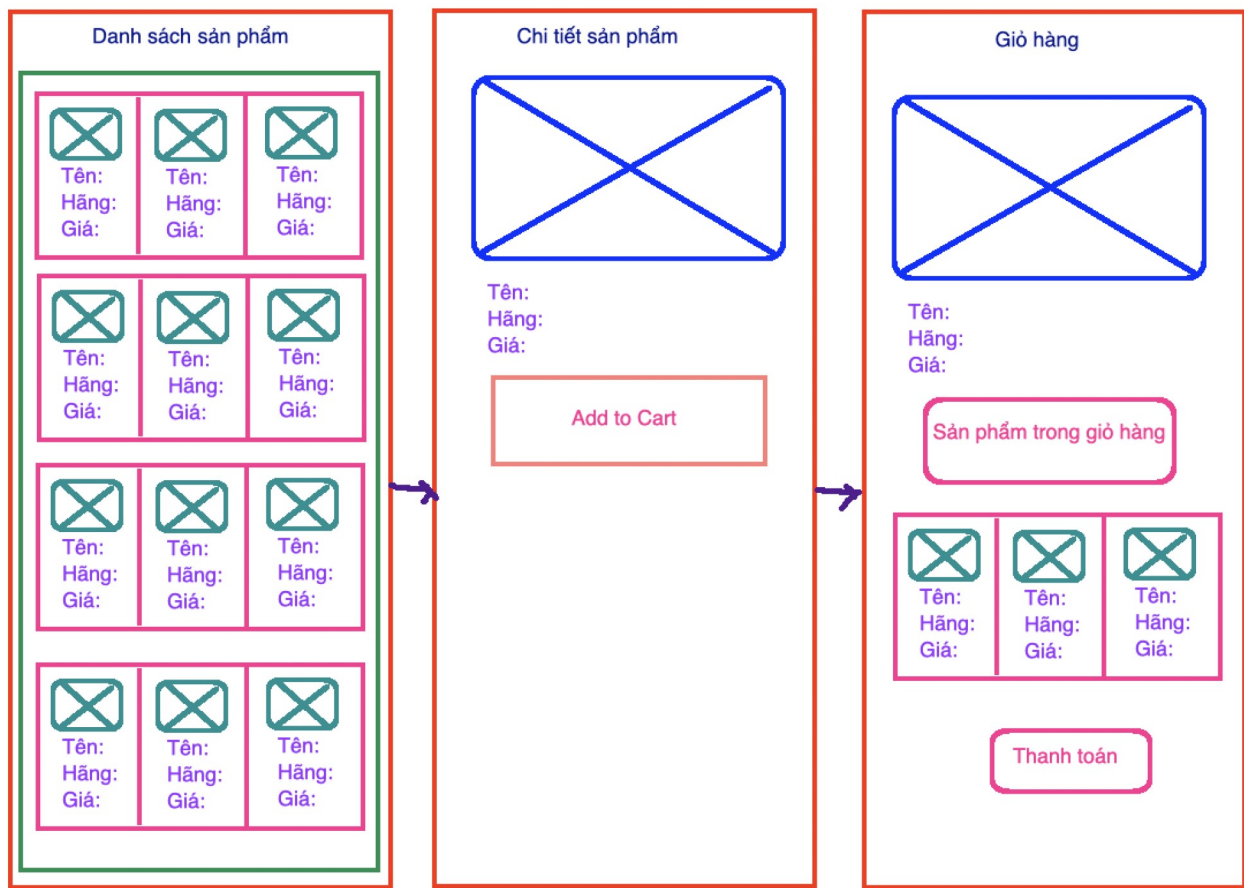 Danh sách sản phẩm
Tên: Tên: Tên:
Hãng: Hãng: Hãng:
Giá: Giá: Giá:
Tên: Tên: Tên:
Hãng: Hãng: Hãng:
Giá: Giá: Giá:
Tên: Tên: Tên:
Hãng: Hãng: Hãng:
Giá: Giá: Giá:
Tên: Tên: Tên:
Hãng: Hãng: Hãng:
Giá: Giá: Giá:
Chi tiết sản phẩm
Tên:
Hãng:
Giá:
Add to Cart
Giỏ hàng
Tên:
Hãng:
Giá:
Sản phẩm trong giỏ hàng
Tên: Tên: Tên:
Hãng: Hãng: Hãng:
Giá: Giá: Giá:
Thanh toán